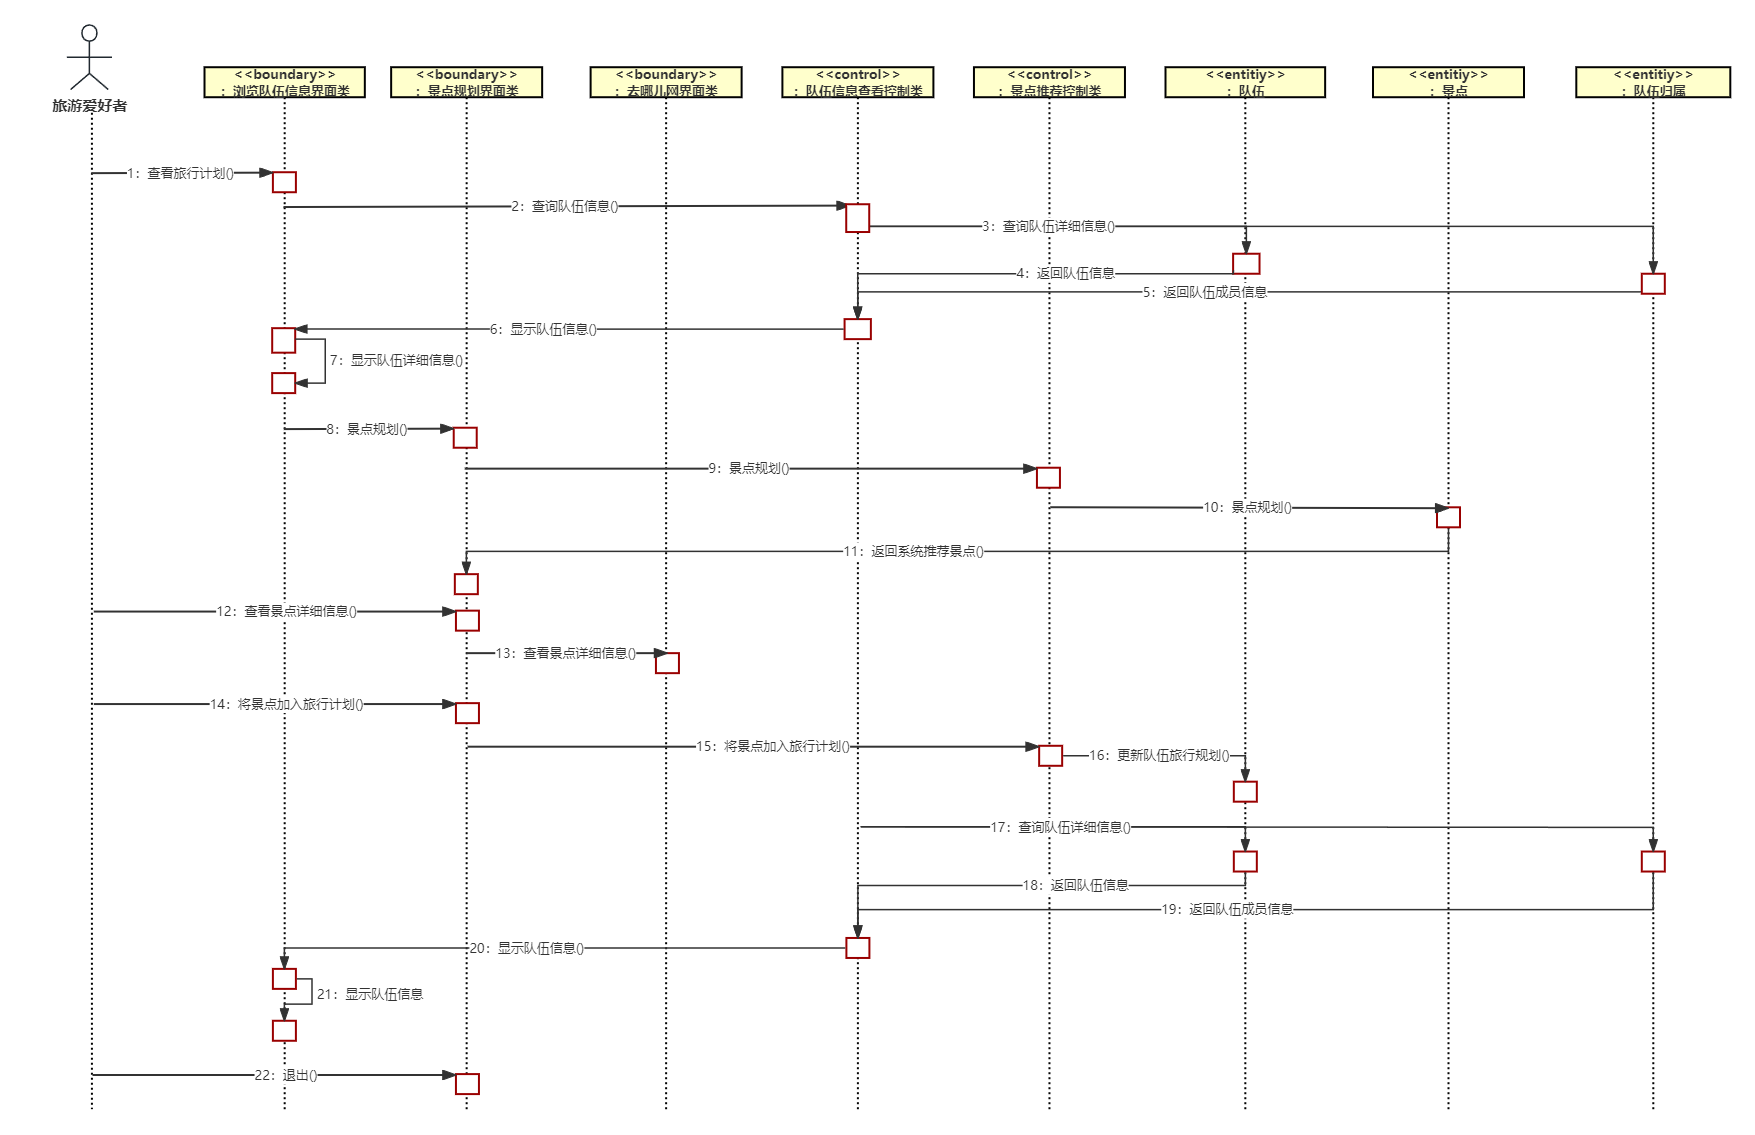 旅游爱好者
<<boundary>>
：浏览队伍信息界面类
<<boundary>>
：景点规划界面类
<<boundary>>
：去哪儿网界面类
<<control>>
：队伍信息查看控制类
<<control>>
：景点推荐控制类
<<entitiy>>
：队伍
<<entitiy>>
：景点
<<entitiy>>
：队伍归属
1：查看旅行计划()
2：查询队伍信息()
3：查询队伍详细信息()
4：返回队伍信息
5：返回队伍成员信息
6：显示队伍信息()
7：显示队伍详细信息()
8：景点规划()
9：景点规划()
10：景点规划()
11：返回系统推荐景点()
12：查看景点详细信息()
13：查看景点详细信息()
14：将景点加入旅行计划()
15：将景点加入旅行计划()
16：更新队伍旅行规划()
17：查询队伍详细信息()
18：返回队伍信息
19：返回队伍成员信息
20：显示队伍信息()
21：显示队伍信息
22：退出()